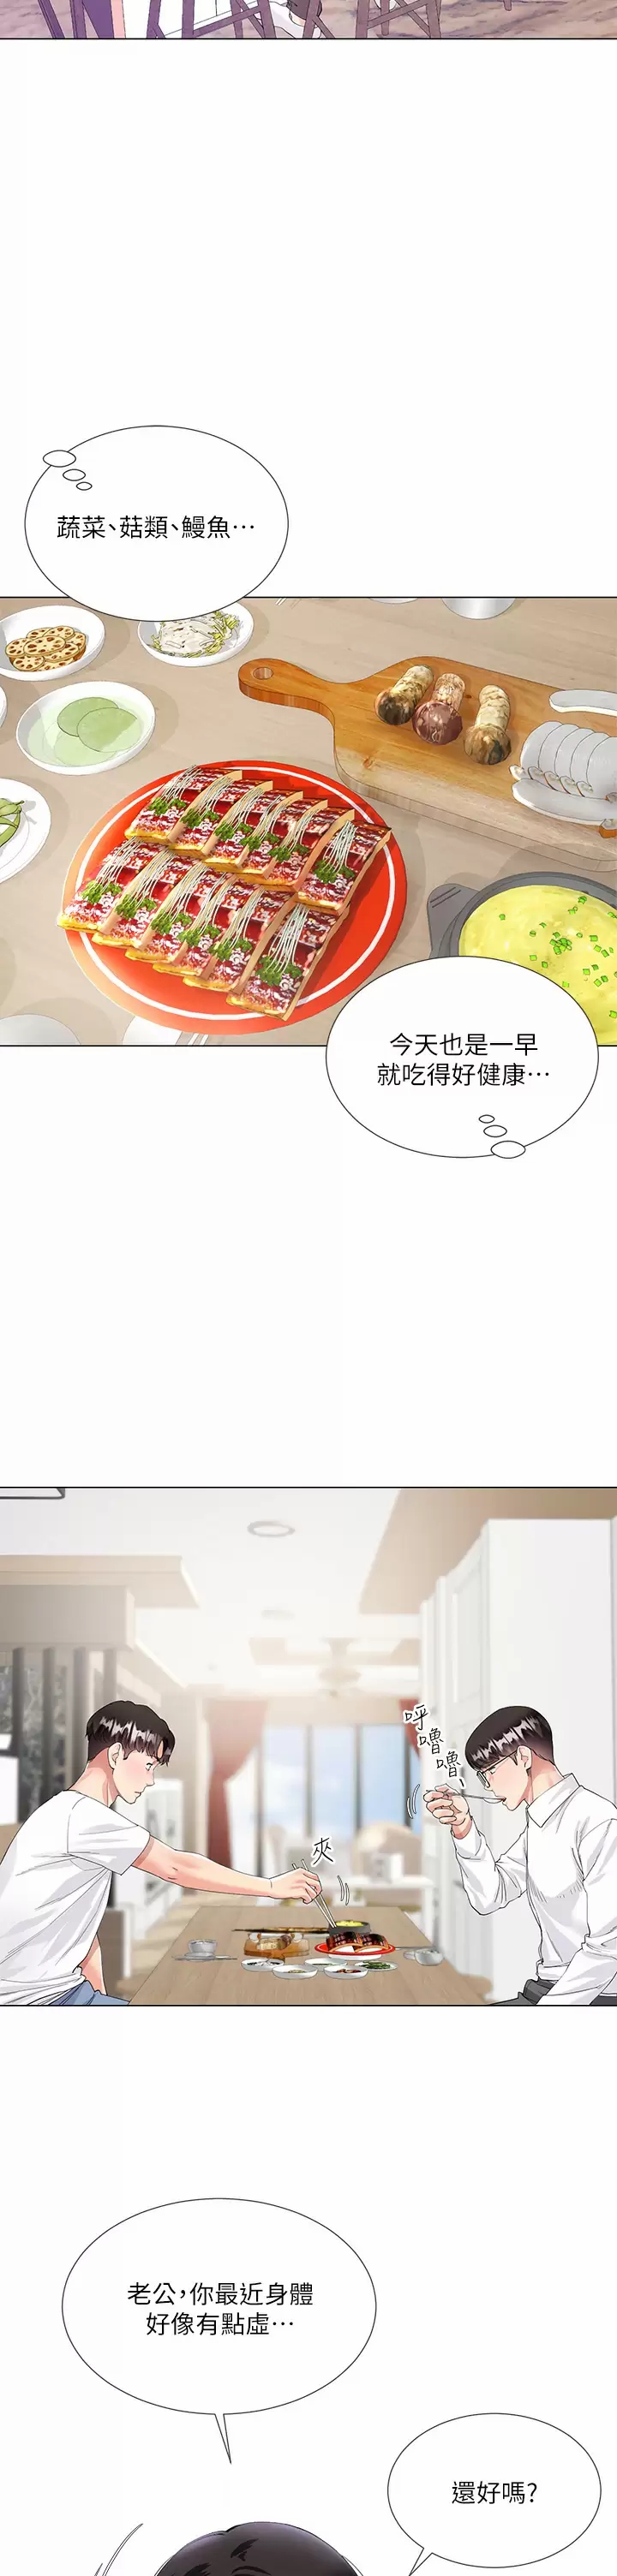 蔬菜、菇類、鰻魚…
今天也是一早
就吃得好健康…
呼嚕嚕
夾
老公，你最近身體
好像有點虛…
還好嗎?